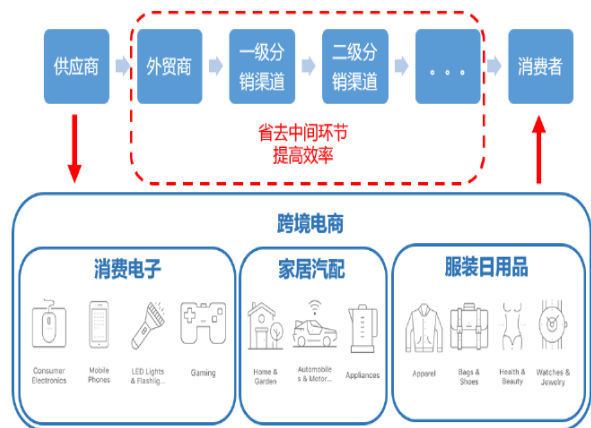 供应商
外贸商
一级分
销渠道
二级分
销渠道
。。。
消费者
省去中间环节
提高效率
跨境电商
消费电子
Consumer
Electronics
Mobile
Phones
LED Lights
& Flashlig...
Gaming
家居汽配
Home &
Garden
Automobile
s & Motor...
Appliances
服装日用品
Apparel
Bags &
Shoes
Health &
Beauty
Watches &
Jewelry